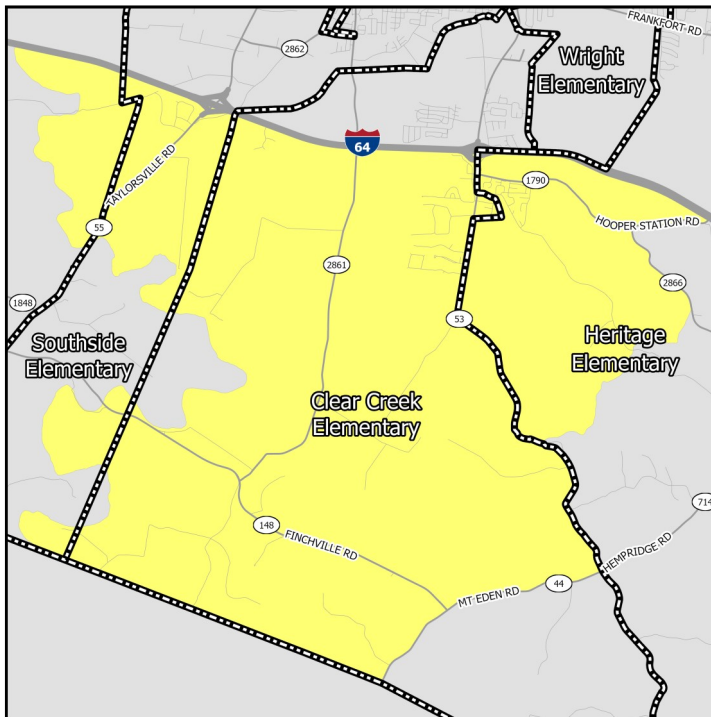 FRANKFORT RD
2862
Wright
Elementary
64
TAYLORSVILLE RD
1790
55
HOOPER STATION RD
2861
2866
1848
53
Southside
Elementary
Heritage
Elementary
Clear Creek
Elementary
714
148
FINCHVILLE RD
HEMPRIDGE RD
44
MT EDEN RD